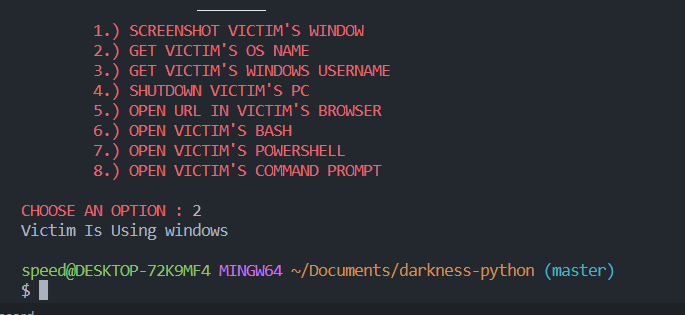 1.) SCREENSHOT VICTIM'S WINDOW
2.) GET VICTIM'S OS NAME
3.) GET VICTIM'S WINDOWS USERNAME
4.) SHUTDOWN VICTIM'S PC
5.) OPEN URL IN VICTIM'S BROWSER
6.) OPEN VICTIM'S BASH
7.) OPEN VICTIM'S POWERSHELL
8.) OPEN VICTIM'S COMMAND PROMPT
CHOOSE AN OPTION : 2
Victim Is Using windows
speed@DESKTOP-72K9MF4 MINGW64 ~/Documents/darkness-python (master)
$